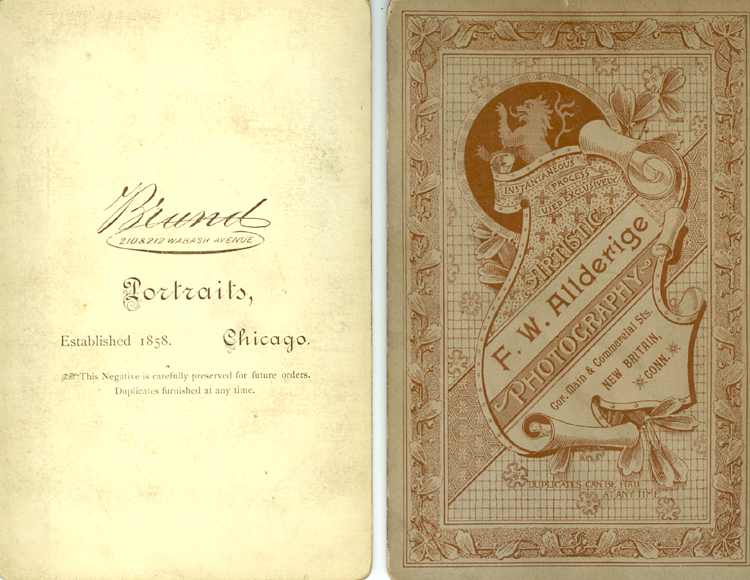 Brand
210 & 212 WABASH AVENUE
Portraits,
Established 1858. Chicago.
This Negative is carefully preserved for future orders.
Duplicates furnished at any time.
INSTANTANEOUS
PROCESS
USED EXCLUSIVELY
ARTISTIC
F. W. Allderige
PHOTOGRAPHY
Cor. Main & Commercial Sts.
NEW BRITAIN,
CONN.
DUPLICATES CAN BE HAD
AT ANY TIME